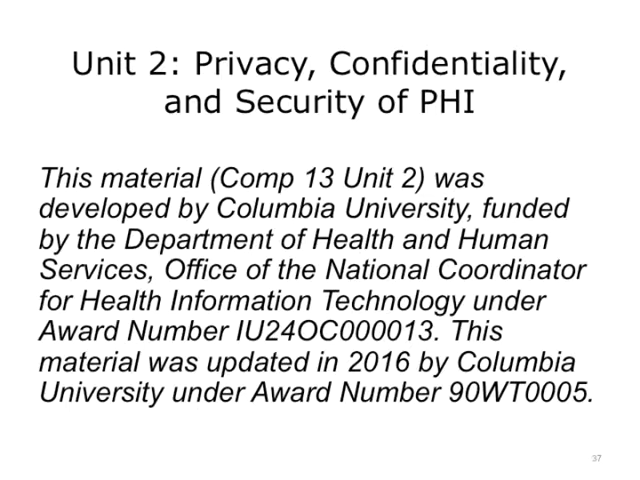 Unit 2: Privacy, Confidentiality,
and Security of PHI
This material (Comp 13 Unit 2) was
developed by Columbia University, funded
by the Department of Health and Human
Services, Office of the National Coordinator
for Health Information Technology under
Award Number IU24OC000013. This
material was updated in 2016 by Columbia
University under Award Number 90WT0005.
37